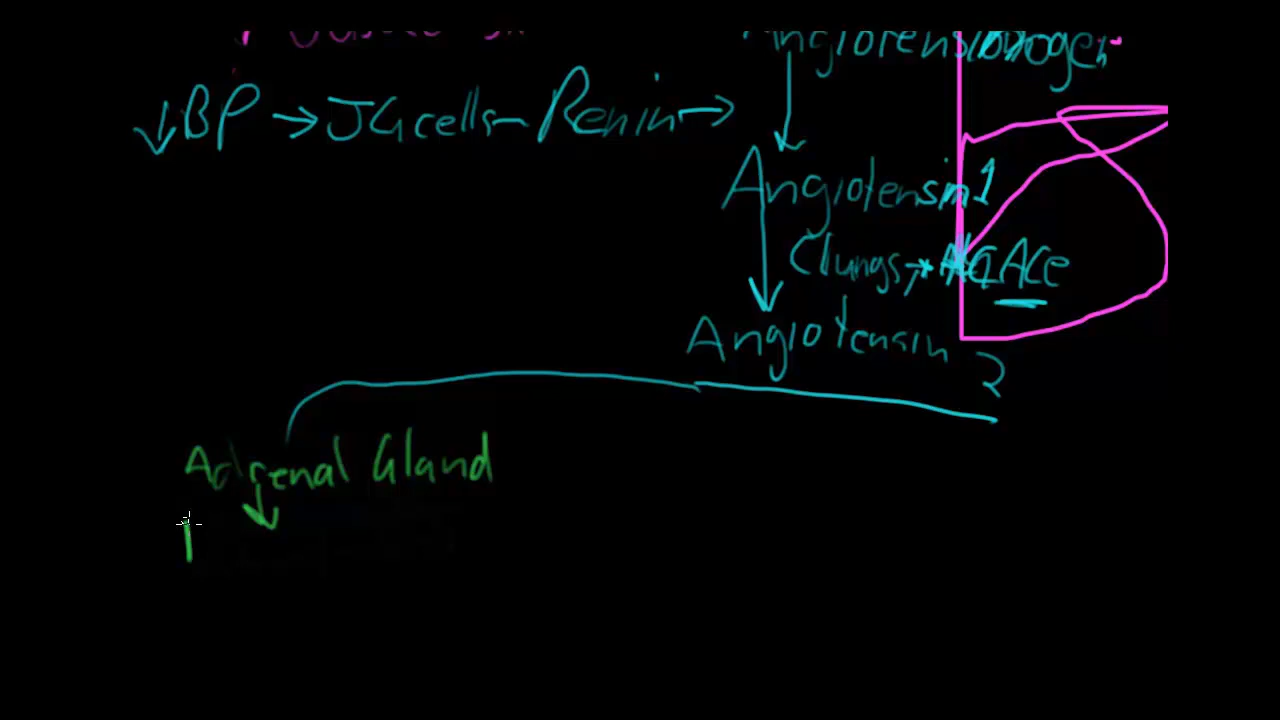 Angiotensinogen
↓BP → JG cells – Renin →
Angiotensin 1
(lungs, → ACE
Angiotensin 2
Adrenal Gland